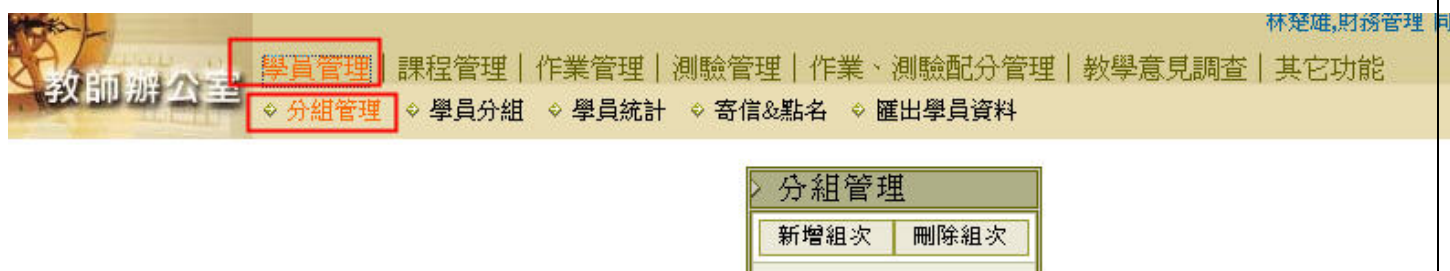 林楚雄,財務管理
學員管理│課程管理│作業管理│測驗管理│作業、測驗配分管理│教學意見調查│其它功能
教師辦公室
分組管理 學員分組 學員統計 寄信&點名 匯出學員資料
分組管理
新增組次 刪除組次